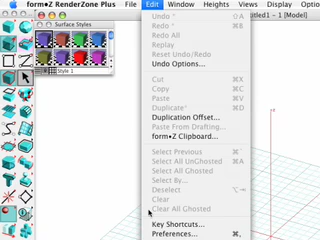 form•Z RenderZone Plus File Edit Window Heights Views Display
Untitled1 - 1 [Model]
Surface Styles
Style 1
Undo ⇧A
Redo ⌘B
Redo All
Replay
Reset Undo/Redo
Undo Options...
Cut ⌘X
Copy ⌘C
Paste ⌘V
Duplicate ⌘D
Duplication Offset...
Paste From Drafting...
form•Z Clipboard...
Select Previous
Select All UnGhosted ⌘A
Select All Ghosted
Select By...
Deselect
Clear
Clear All Ghosted
Key Shortcuts...
Preferences... ⌘,